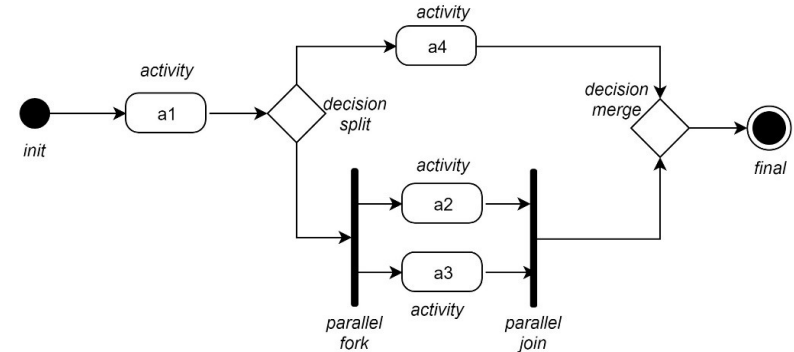 activity
a4
activity
a1
init
decision
split
decision
merge
final
activity
a2
a3
activity
parallel
fork
parallel
join